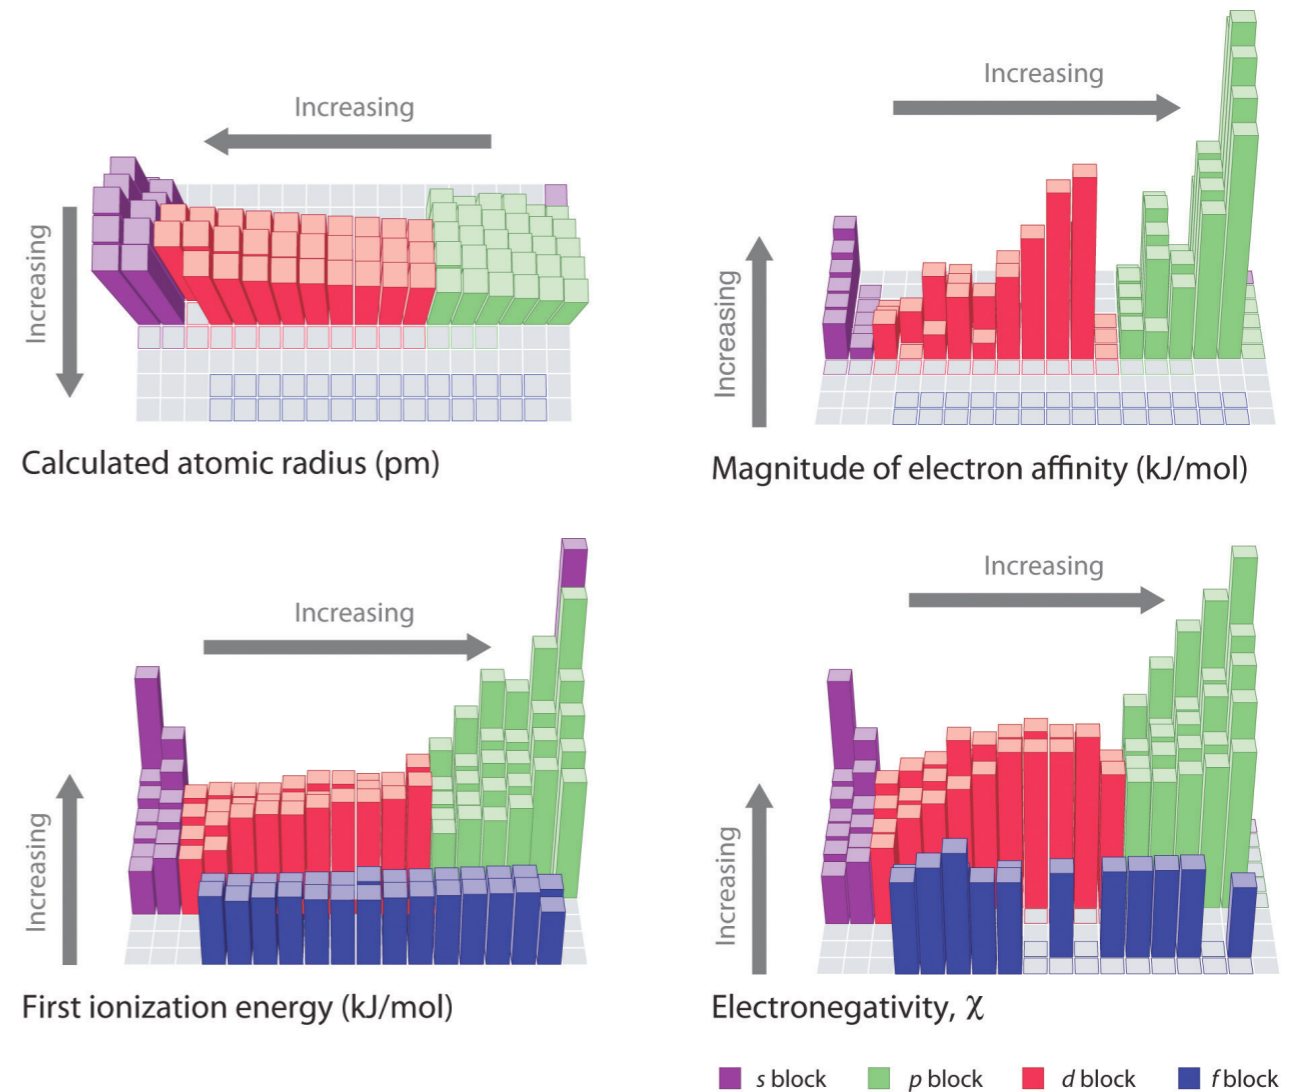 Increasing
Increasing
Calculated atomic radius (pm)
Increasing
Increasing
Magnitude of electron affinity (kJ/mol)
Increasing
Increasing
First ionization energy (kJ/mol)
Increasing
Increasing
Electronegativity, χ
s block
p block
d block
f block